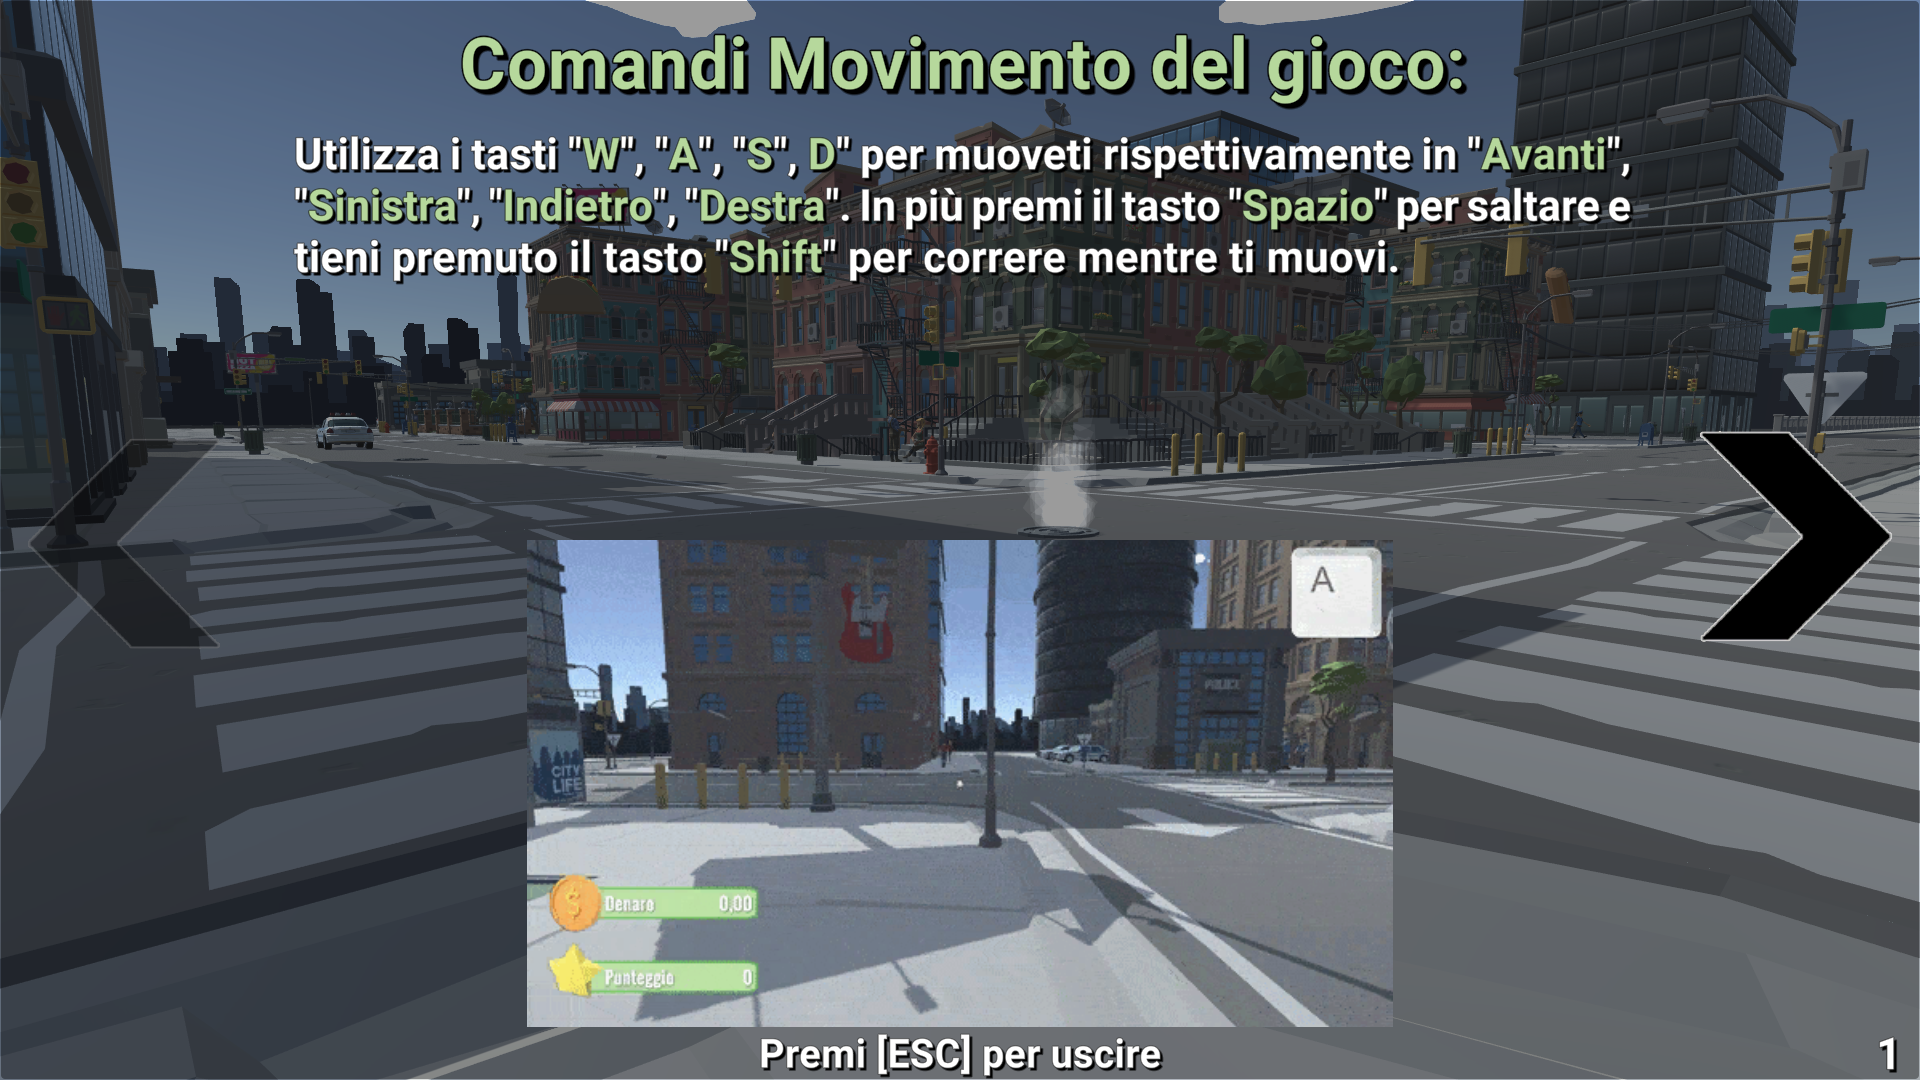 Comandi Movimento del gioco:
Utilizza i tasti "W", "A", "S", D" per muoveti rispettivamente in "Avanti",
"Sinistra", "Indietro", "Destra". In più premi il tasto "Spazio" per saltare e
tieni premuto il tasto "Shift" per correre mentre ti muovi.
A
POLICE
CITY
LIFE
Denaro 0,00
Punteggio 0
Premi [ESC] per uscire
1